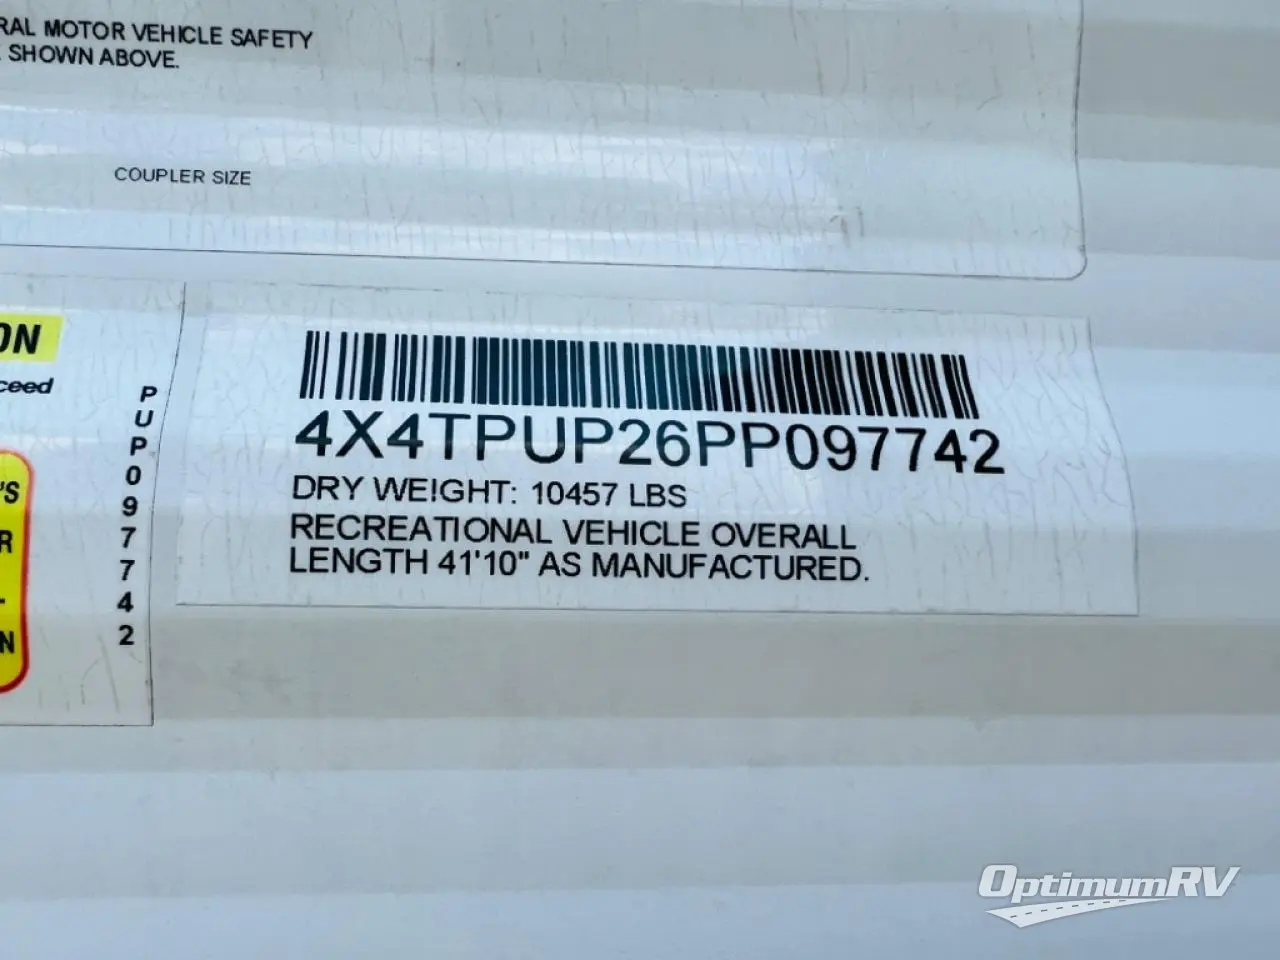 RAL MOTOR VEHICLE SAFETY
SHOWN ABOVE.
COUPLER SIZE
ON
ceed
'S
R
N
PUP097742
4X4TPUP26PP097742
DRY WEIGHT: 10457 LBS
RECREATIONAL VEHICLE OVERALL
LENGTH 41'10" AS MANUFACTURED.
OptimumRV